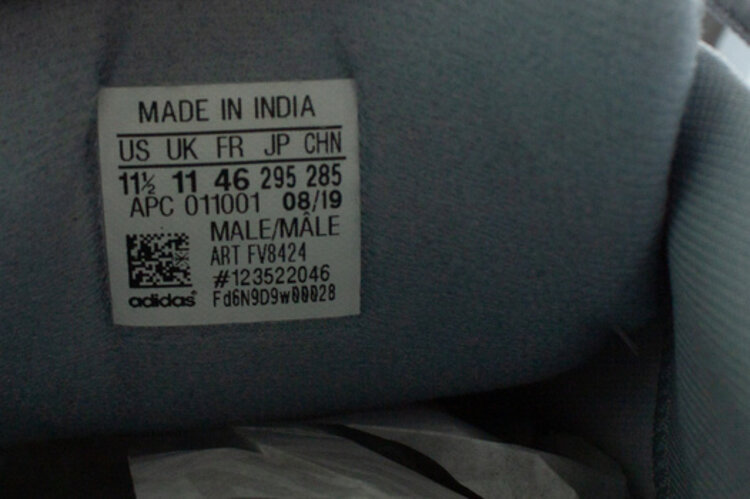 MADE IN INDIA
US UK FR JP CHN
11½ 11 46 295 285
APC 011001 08/19
MALE/MÂLE
ART FV8424
#123522046
adidas® Fd6N9D9w00028